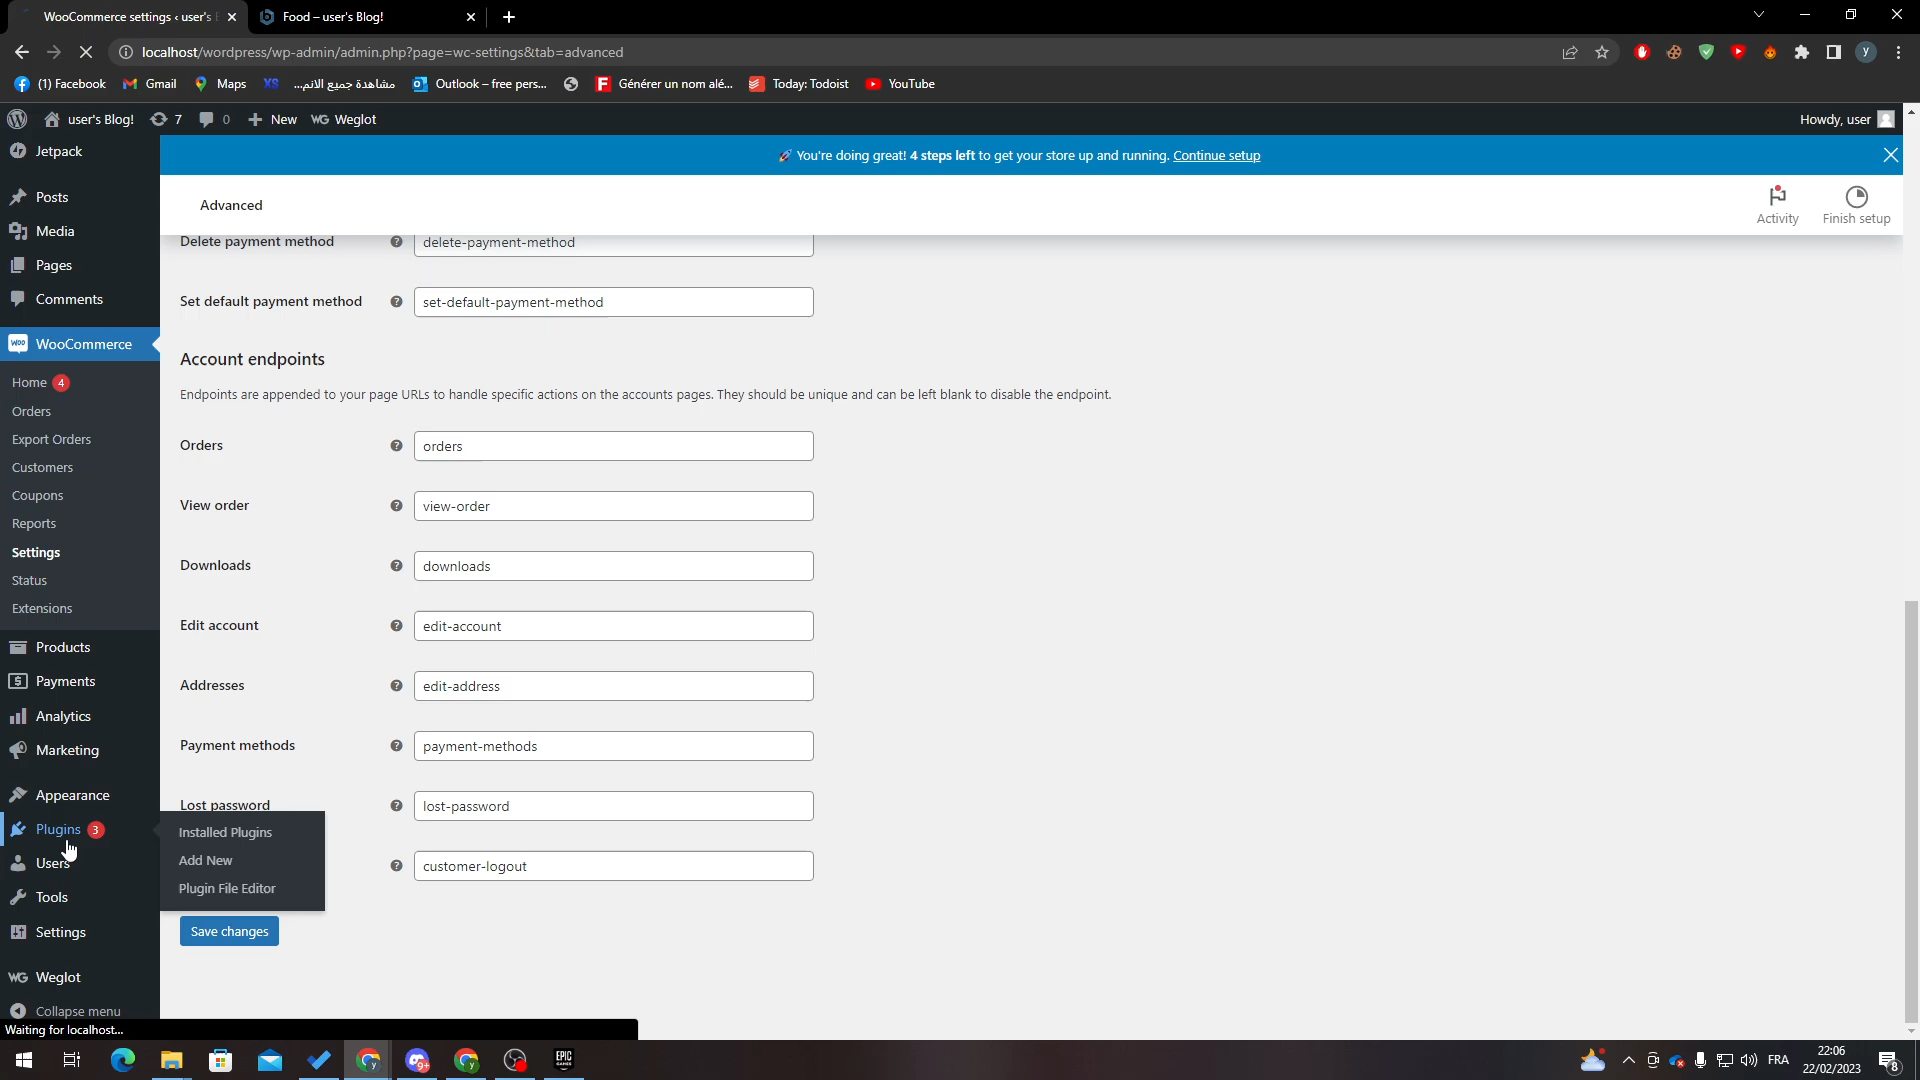 WooCommerce settings ‹ user's
Food – user's Blog!
localhost/wordpress/wp-admin/admin.php?page=wc-settings&tab=advanced
(1) Facebook
Gmail
Maps
XS
مشاهدة جميع الانم...
Outlook – free pers...
Générer un nom alé...
Today: Todoist
YouTube
user's Blog!
7
0
New
WG Weglot
Howdy, user
Jetpack
🚀 You're doing great! 4 steps left to get your store up and running. Continue setup
Posts
Media
Pages
Comments
WooCommerce
Home 4
Orders
Export Orders
Customers
Coupons
Reports
Settings
Status
Extensions
Products
Payments
Analytics
Marketing
Appearance
Plugins 3
Users
Tools
Settings
WG Weglot
Collapse menu
Advanced
Activity
Finish setup
Delete payment method
delete-payment-method
Set default payment method
set-default-payment-method
Account endpoints
Endpoints are appended to your page URLs to handle specific actions on the accounts pages. They should be unique and can be left blank to disable the endpoint.
Orders
orders
View order
view-order
Downloads
downloads
Edit account
edit-account
Addresses
edit-address
Payment methods
payment-methods
Lost password
lost-password
customer-logout
Installed Plugins
Add New
Plugin File Editor
Save changes
Waiting for localhost...
9+
EPIC
GAMES
FRA
22:06
22/02/2023
8